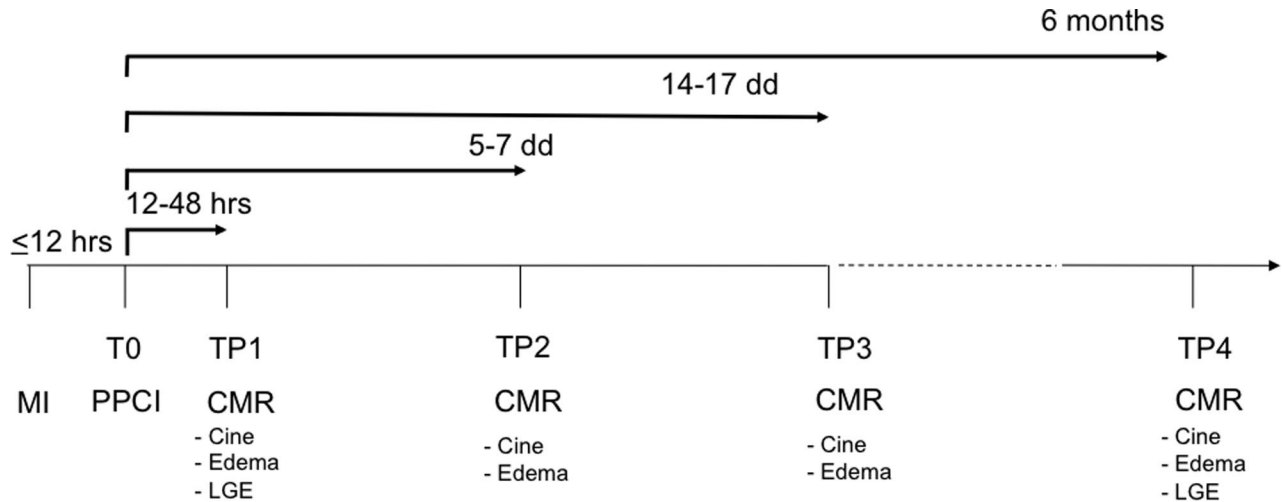 6 months
14-17 dd
5-7 dd
12-48 hrs
≤12 hrs
T0 TP1 TP2 TP3 TP4
MI PPCI CMR CMR CMR CMR
- Cine - Cine - Cine - Cine
- Edema - Edema - Edema - Edema
- LGE - LGE